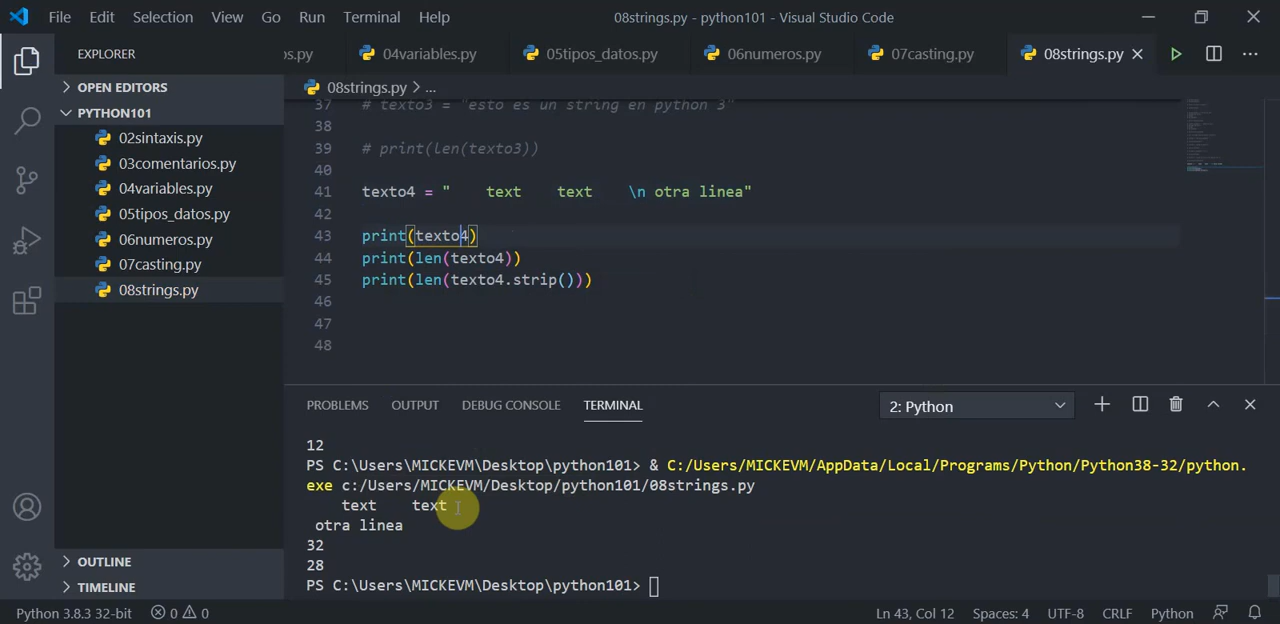 File Edit Selection View Go Run Terminal Help 08strings.py - python101 - Visual Studio Code
EXPLORER
os.py 04variables.py 05tipos_datos.py 06numeros.py 07casting.py 08strings.py
OPEN EDITORS
PYTHON101
02sintaxis.py
03comentarios.py
04variables.py
05tipos_datos.py
06numeros.py
07casting.py
08strings.py
OUTLINE
TIMELINE
08strings.py > ...
37 # texto3 = "esto es un string en python 3"
38
39 # print(len(texto3))
40
41 texto4 = "    text    text    \n otra linea"
42
43 print(texto4)
44 print(len(texto4))
45 print(len(texto4.strip()))
46
47
48
PROBLEMS OUTPUT DEBUG CONSOLE TERMINAL 2: Python
12
PS C:\Users\MICKEVM\Desktop\python101> & C:/Users/MICKEVM/AppData/Local/Programs/Python/Python38-32/python.
exe c:/Users/MICKEVM/Desktop/python101/08strings.py
    text    text
 otra linea
32
28
PS C:\Users\MICKEVM\Desktop\python101>
Python 3.8.3 32-bit 0 0 Ln 43, Col 12 Spaces: 4 UTF-8 CRLF Python